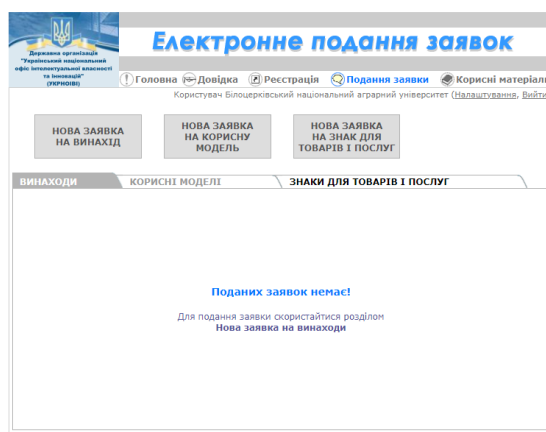 Державна організація
"Український національний
офіс інтелектуальної власності
та інновацій"
(УКРНОІВІ)
Електронне подання заявок
Головна Довідка Реєстрація Подання заявки Корисні матеріали
Користувач Білоцерківський національний аграрний університет (Налаштування, Вийти
НОВА ЗАЯВКА
НА ВИНАХІД
НОВА ЗАЯВКА
НА КОРИСНУ
МОДЕЛЬ
НОВА ЗАЯВКА
НА ЗНАК ДЛЯ
ТОВАРІВ І ПОСЛУГ
ВИНАХОДИ КОРИСНІ МОДЕЛІ ЗНАКИ ДЛЯ ТОВАРІВ І ПОСЛУГ
Поданих заявок немає!
Для подання заявки скористайтися розділом
Нова заявка на винаходи